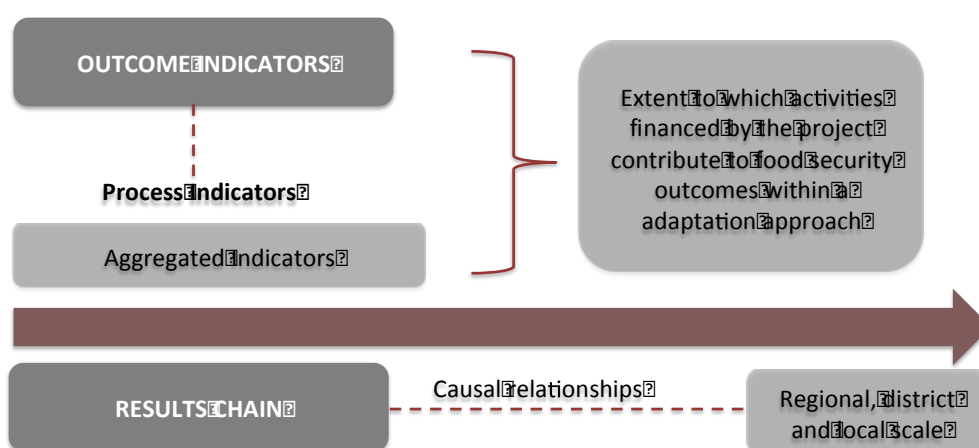 OUTCOME INDICATORS
Process Indicators
Aggregated Indicators
Extent to which activities
financed by the project
contribute to food security
outcomes within a
adaptation approach
RESULTS CHAIN
Causal relationships
Regional, district
and local scale